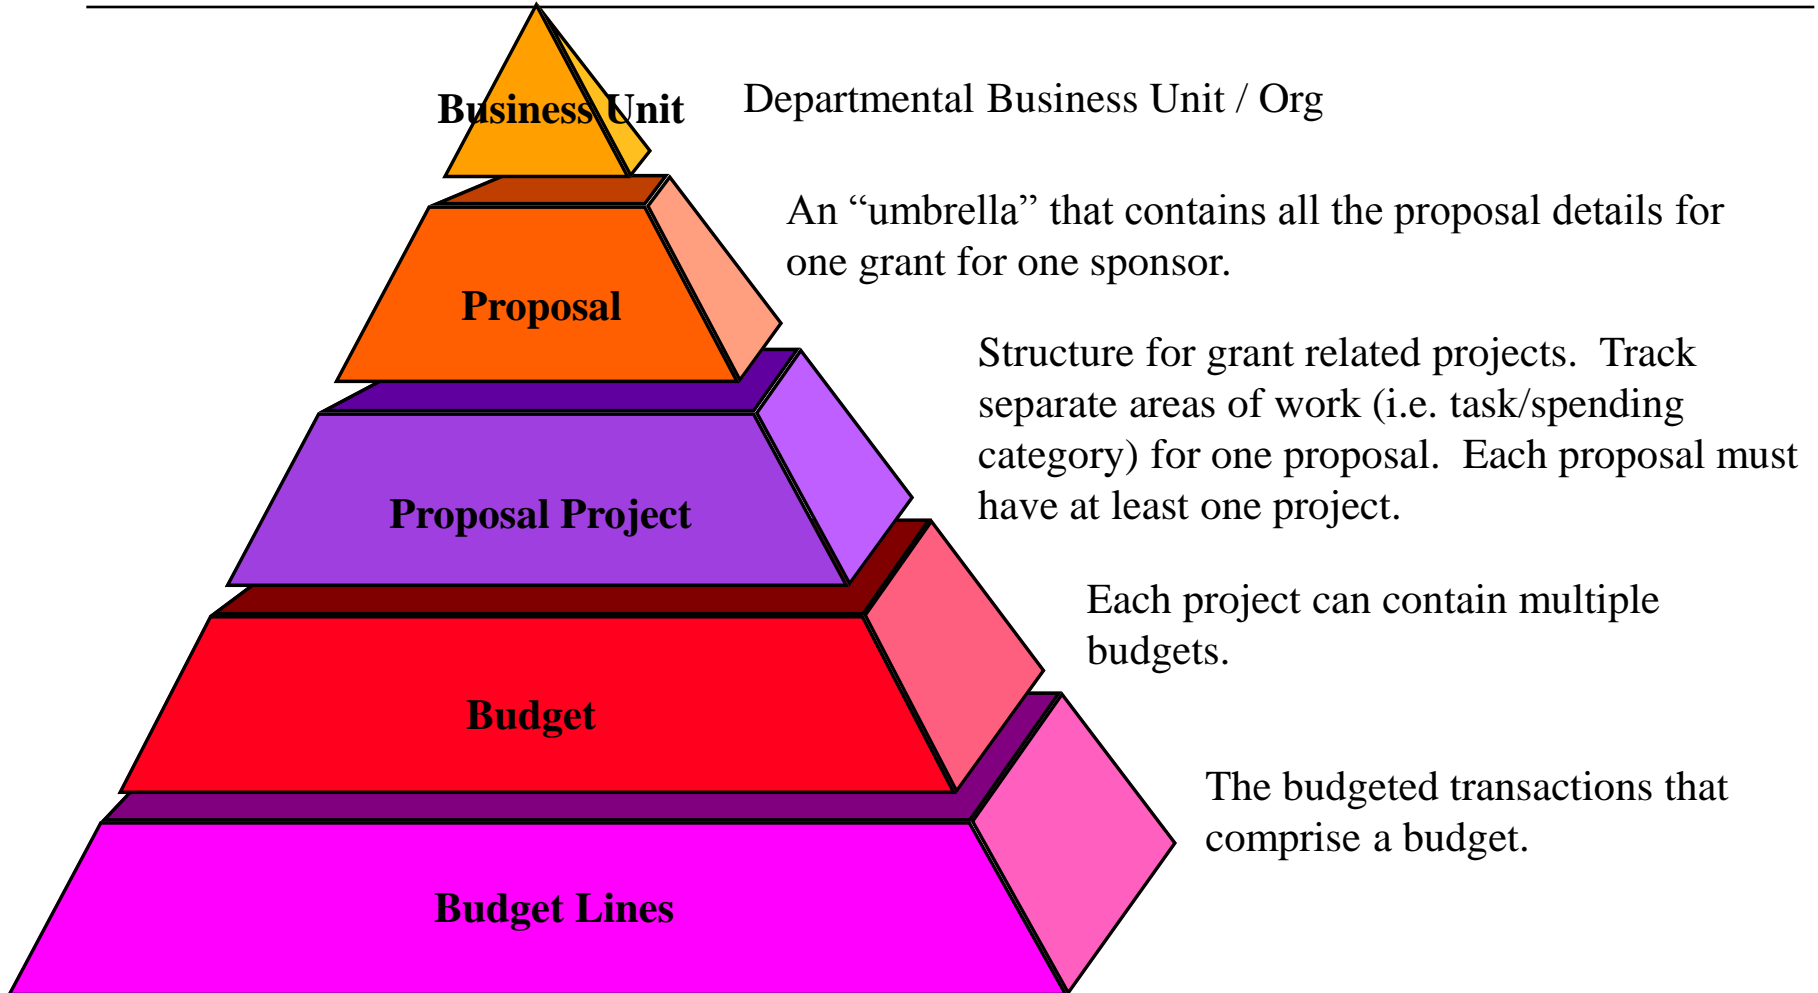 Business Unit
Departmental Business Unit / Org
An “umbrella” that contains all the proposal details for
one grant for one sponsor.
Proposal
Structure for grant related projects.  Track
separate areas of work (i.e. task/spending
category) for one proposal.  Each proposal must
have at least one project.
Proposal Project
Each project can contain multiple
budgets.
Budget
The budgeted transactions that
comprise a budget.
Budget Lines